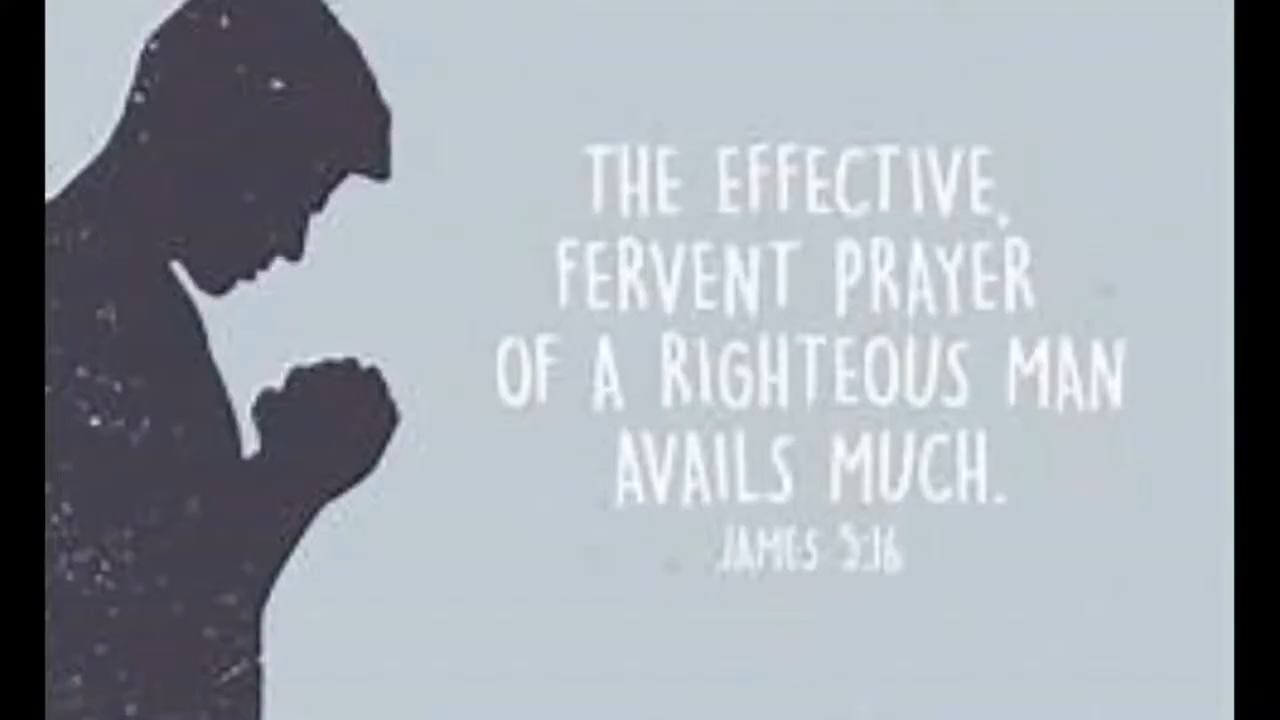 THE EFFECTIVE,
FERVENT PRAYER
OF A RIGHTEOUS MAN
AVAILS MUCH.
JAMES 5:16